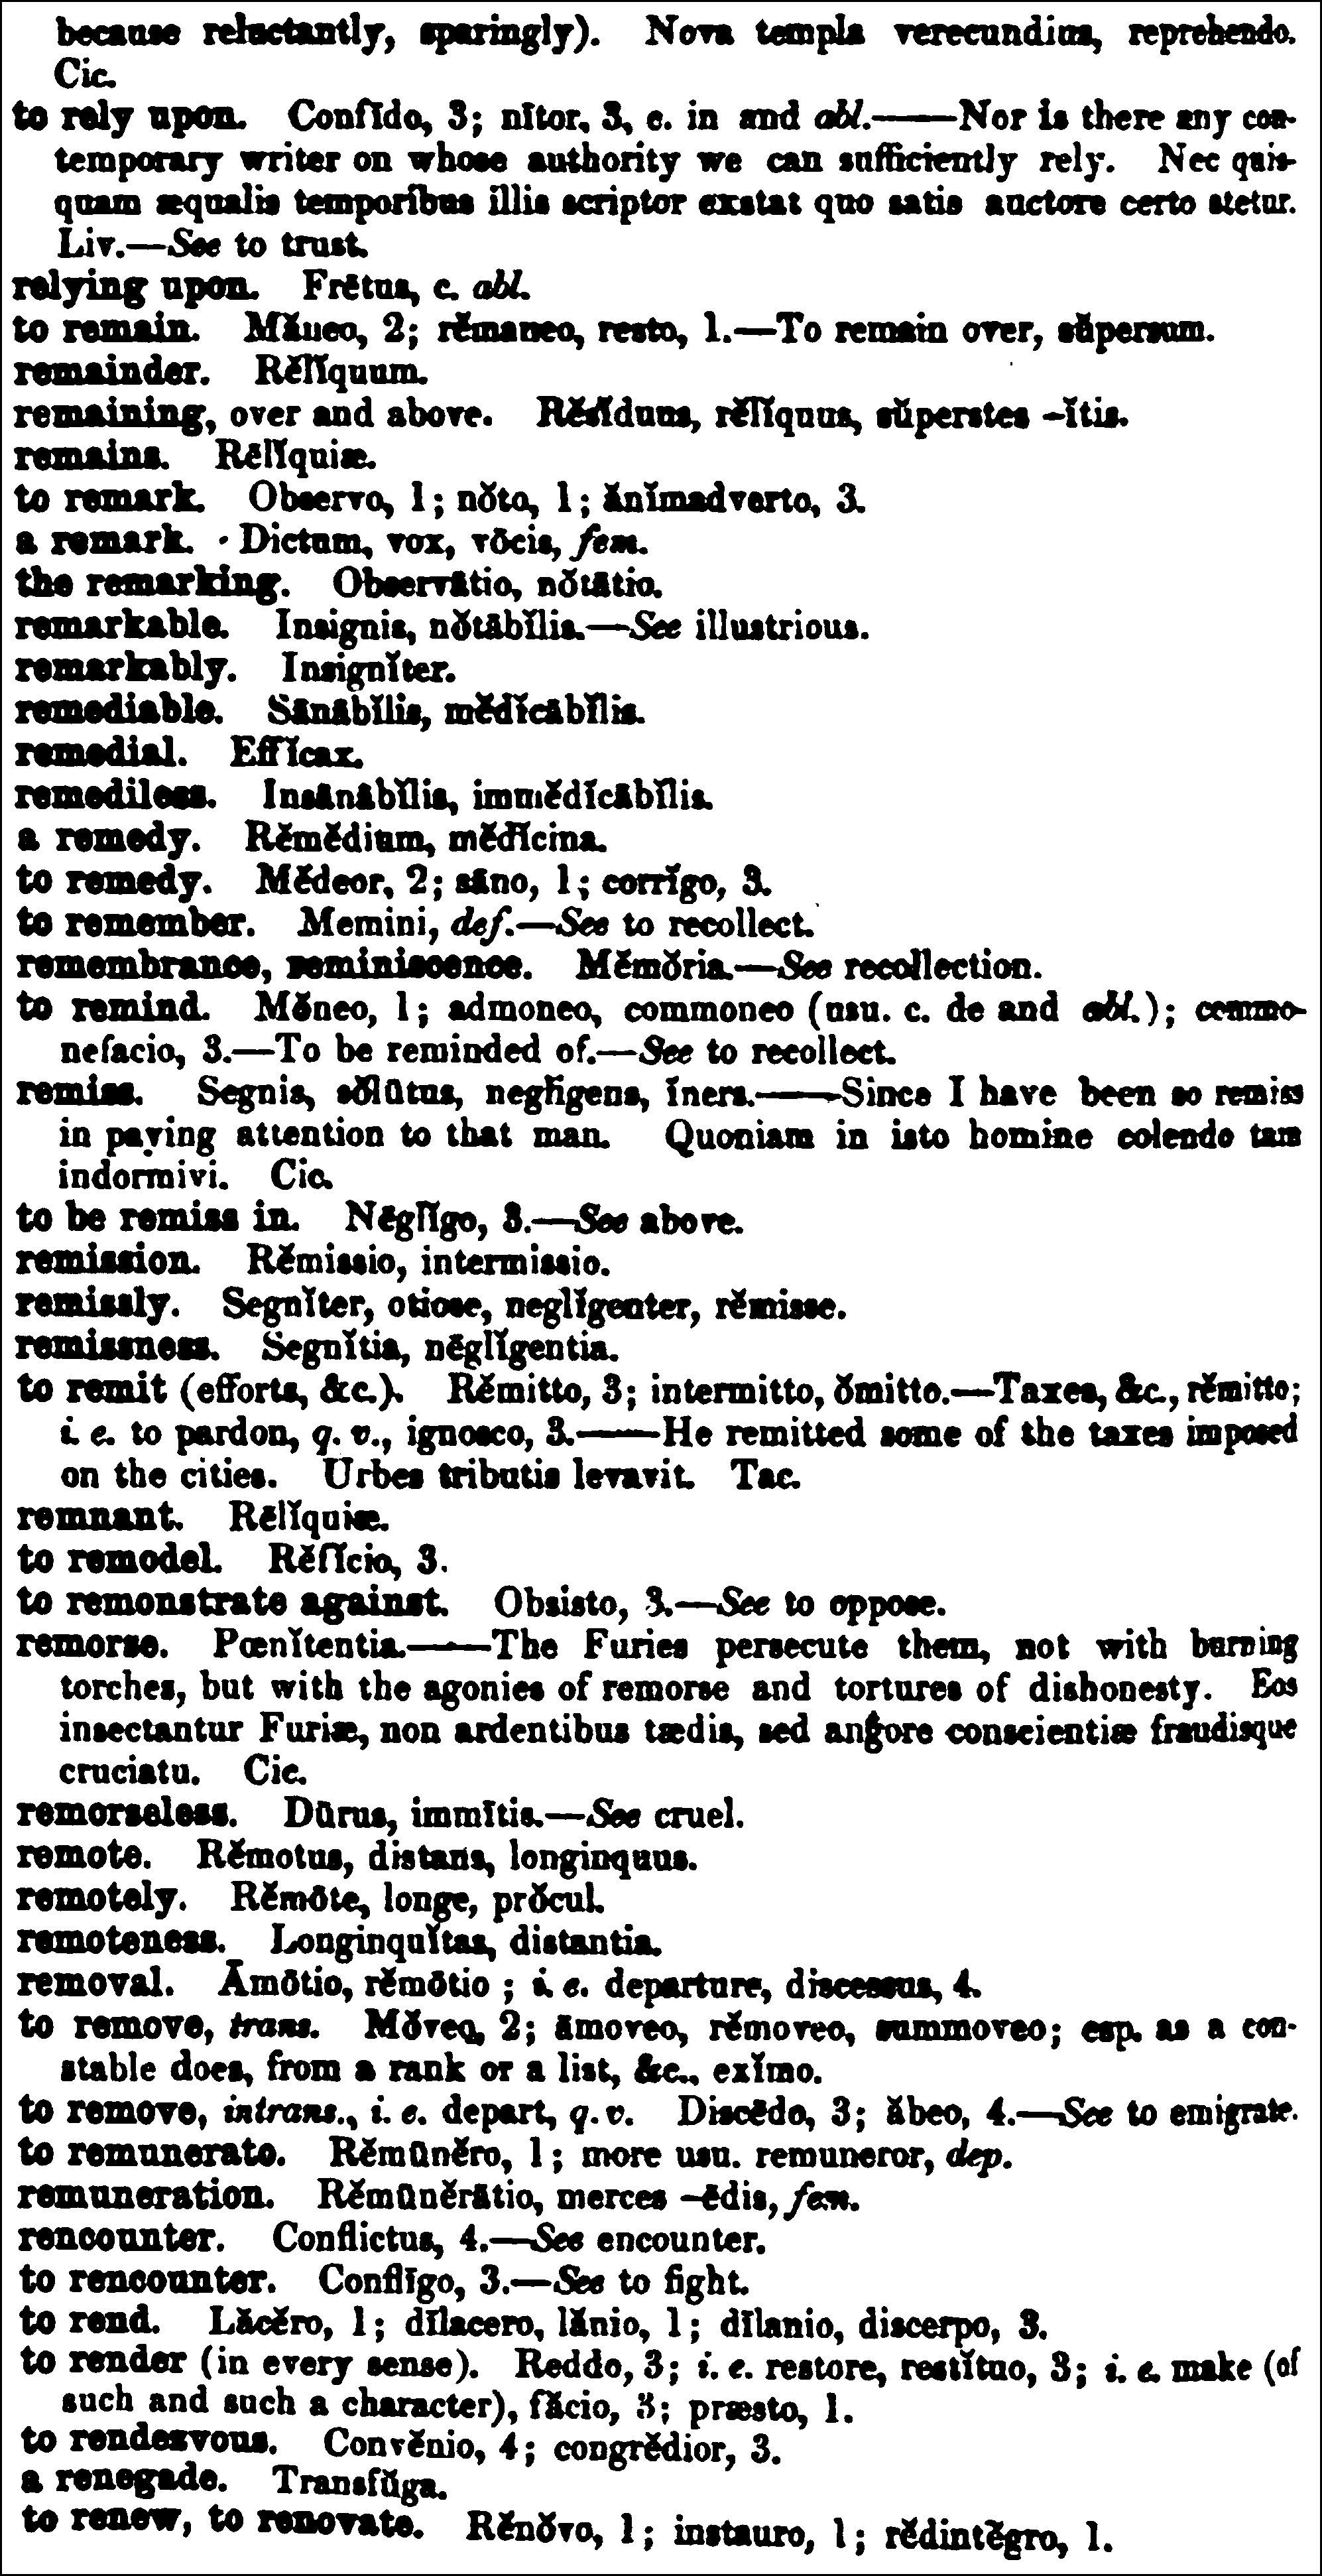 because reluctantly, sparingly). Nova templa verecundius, reprehendo.
Cic.
to rely upon. Confīdo, 3; nītor, 3, c. in and abl.——Nor is there any con-
temporary writer on whose authority we can sufficiently rely. Nec quis-
quam æqualis temporĭbus illis scriptor exstat quo satis auctore certo stetur.
Liv.—See to trust.
relying upon. Frētus, c. abl.
to remain. Măneo, 2; rĕmaneo, resto, 1.—To remain over, sŭpersum.
remainder. Rĕlĭquum.
remaining, over and above. Rĕsĭduus, rĕlĭquus, sŭperstes -ĭtis.
remains. Rēlĭquiæ.
to remark. Observo, 1; nŏto, 1; ănĭmadverto, 3.
a remark. Dictum, vox, vōcis, fem.
the remarking. Observātio, nŏtātio.
remarkable. Insignis, nŏtābĭlis.—See illustrious.
remarkably. Insignĭter.
remediable. Sānābĭlis, mĕdĭcābĭlis.
remedial. Effĭcax.
remediless. Insānābĭlis, immĕdĭcābĭlis.
a remedy. Rĕmĕdium, mĕdĭcina.
to remedy. Mĕdeor, 2; sāno, 1; corrĭgo, 3.
to remember. Memini, def.—See to recollect.
remembrance, reminiscence. Mĕmŏria.—See recollection.
to remind. Mŏneo, 1; admoneo, commoneo (usu. c. de and abl.); commo-
nefacio, 3.—To be reminded of.—See to recollect.
remiss. Segnis, sŏlūtus, neglĭgens, ĭners.——Since I have been so remiss
in paying attention to that man. Quoniam in isto homine colendo tam
indormivi. Cic.
to be remiss in. Nēglĭgo, 3.—See above.
remission. Rĕmissio, intermissio.
remissly. Segnĭter, otiose, neglĭgenter, rĕmisse.
remissness. Segnĭtia, nēglĭgentia.
to remit (efforts, &c.). Rĕmitto, 3; intermitto, ŏmitto.—Taxes, &c., rĕmitto;
i. e. to pardon, q. v., ignosco, 3.——He remitted some of the taxes imposed
on the cities. Urbes tributis levavit. Tac.
remnant. Rēlĭquiæ.
to remodel. Rĕfĭcio, 3.
to remonstrate against. Obsisto, 3.—See to oppose.
remorse. Pœnĭtentia.——The Furies persecute them, not with burning
torches, but with the agonies of remorse and tortures of dishonesty. Eos
insectantur Furiæ, non ardentibus tædis, sed angore conscientiæ fraudisque
cruciatu. Cic.
remorseless. Dūrus, immītis.—See cruel.
remote. Rĕmotus, distans, longinquus.
remotely. Rĕmōte, longe, prŏcul.
remoteness. Longinquĭtas, distantia.
removal. Āmōtio, rĕmōtio; i. e. departure, discessus, 4.
to remove, trans. Mŏveo, 2; āmoveo, rĕmoveo, summoveo; esp. as a con-
stable does, from a rank or a list, &c., exĭmo.
to remove, intrans., i. e. depart, q. v. Discēdo, 3; ăbeo, 4.—See to emigrate.
to remunerate. Rĕmūnĕro, 1; more usu. remuneror, dep.
remuneration. Rĕmūnĕrātio, merces -ēdis, fem.
rencounter. Conflictus, 4.—See encounter.
to rencounter. Conflīgo, 3.—See to fight.
to rend. Lăcĕro, 1; dīlacero, lănio, 1; dīlanio, discerpo, 3.
to render (in every sense). Reddo, 3; i. e. restore, restĭtuo, 3; i. e. make (of
such and such a character), făcio, 3; præsto, 1.
to rendezvous. Convĕnio, 4; congrĕdior, 3.
a renegade. Transfŭga.
to renew, to renovate. Rĕnŏvo, 1; instauro, 1; rĕdintĕgro, 1.